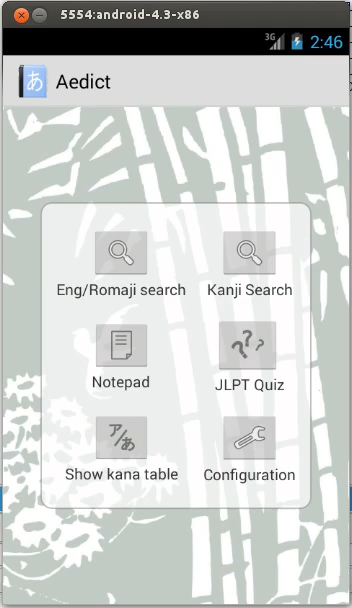 5554:android-4.3-x86
3G 2:46
あ Aedict
Eng/Romaji search Kanji Search
Notepad JLPT Quiz
???
ア/あ
Show kana table Configuration